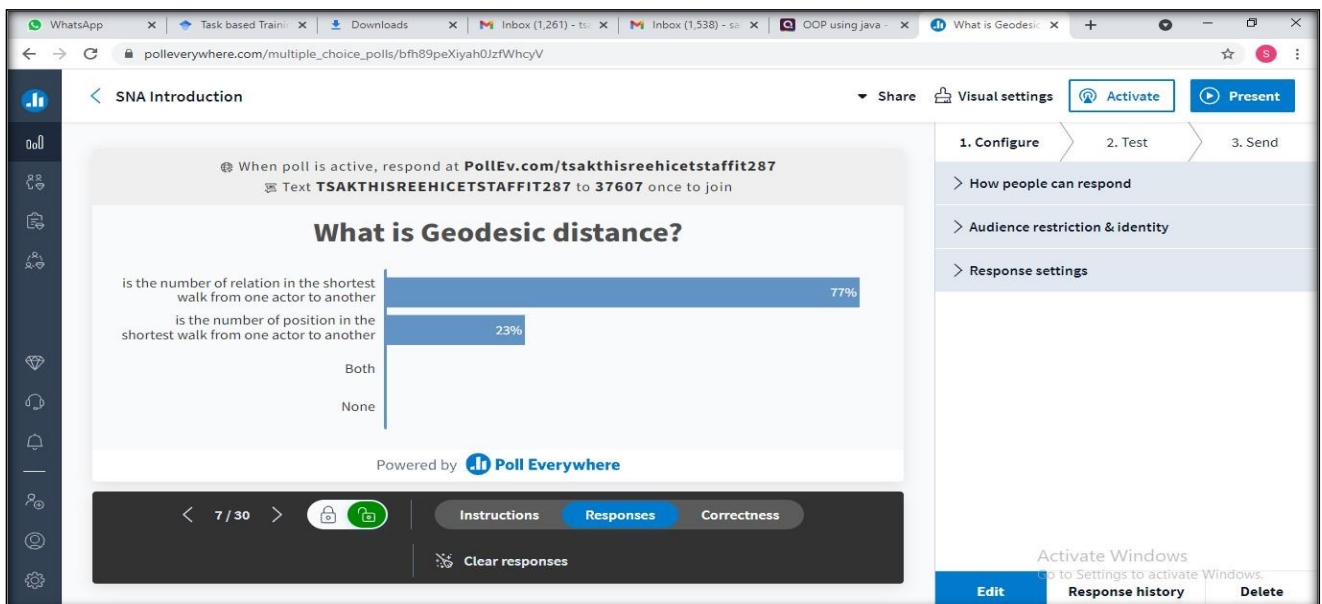 WhatsApp
Task based Trainin
Downloads
Inbox (1,261) - tsa
Inbox (1,538) - sa
OOP using java -
What is Geodesic
polleverywhere.com/multiple_choice_polls/bfh89peXiyah0JzfWhcyV
S
SNA Introduction
Share
Visual settings
Activate
Present
1. Configure
2. Test
3. Send
When poll is active, respond at PollEv.com/tsakthisreehicetstaffit287
Text TSAKTHISREEHICETSTAFFIT287 to 37607 once to join
How people can respond
Audience restriction & identity
Response settings
What is Geodesic distance?
is the number of relation in the shortest
walk from one actor to another
77%
is the number of position in the
shortest walk from one actor to another
23%
Both
None
Powered by Poll Everywhere
7 / 30
Instructions
Responses
Correctness
Clear responses
Activate Windows
Go to Settings to activate Windows.
Edit
Response history
Delete